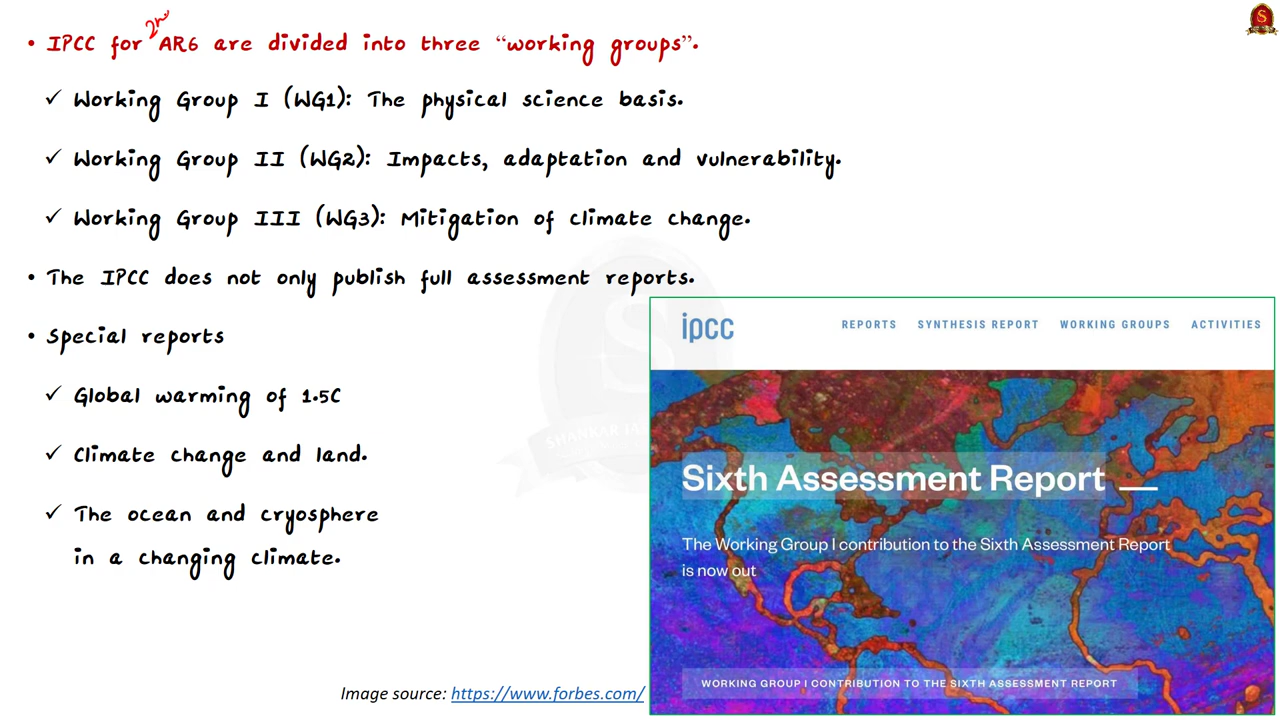 • IPCC for AR6 are divided into three “working groups”.
✓ Working Group I (WG1): The physical science basis.
✓ Working Group II (WG2): Impacts, adaptation and vulnerability.
✓ Working Group III (WG3): Mitigation of climate change.
• The IPCC does not only publish full assessment reports.
• Special reports
✓ Global warming of 1.5C
✓ Climate change and land.
✓ The ocean and cryosphere
in a changing climate.
ipcc
REPORTS SYNTHESIS REPORT WORKING GROUPS ACTIVITIES
Sixth Assessment Report
The Working Group I contribution to the Sixth Assessment Report
is now out
WORKING GROUP I CONTRIBUTION TO THE SIXTH ASSESSMENT REPORT
Image source: https://www.forbes.com/
SHANKAR